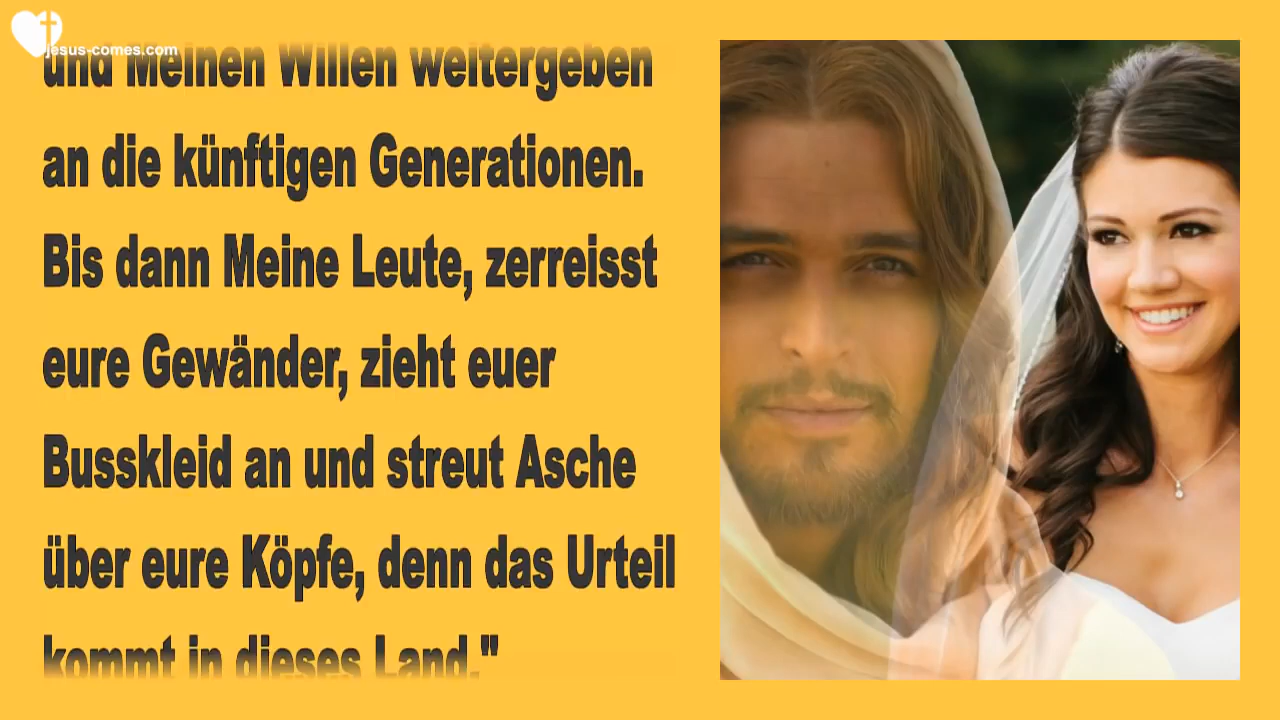 jesus-comes.com
und Meinen Willen weitergeben
an die künftigen Generationen.
Bis dann Meine Leute, zerreisst
eure Gewänder, zieht euer
Busskleid an und streut Asche
über eure Köpfe, denn das Urteil
kommt in dieses Land."